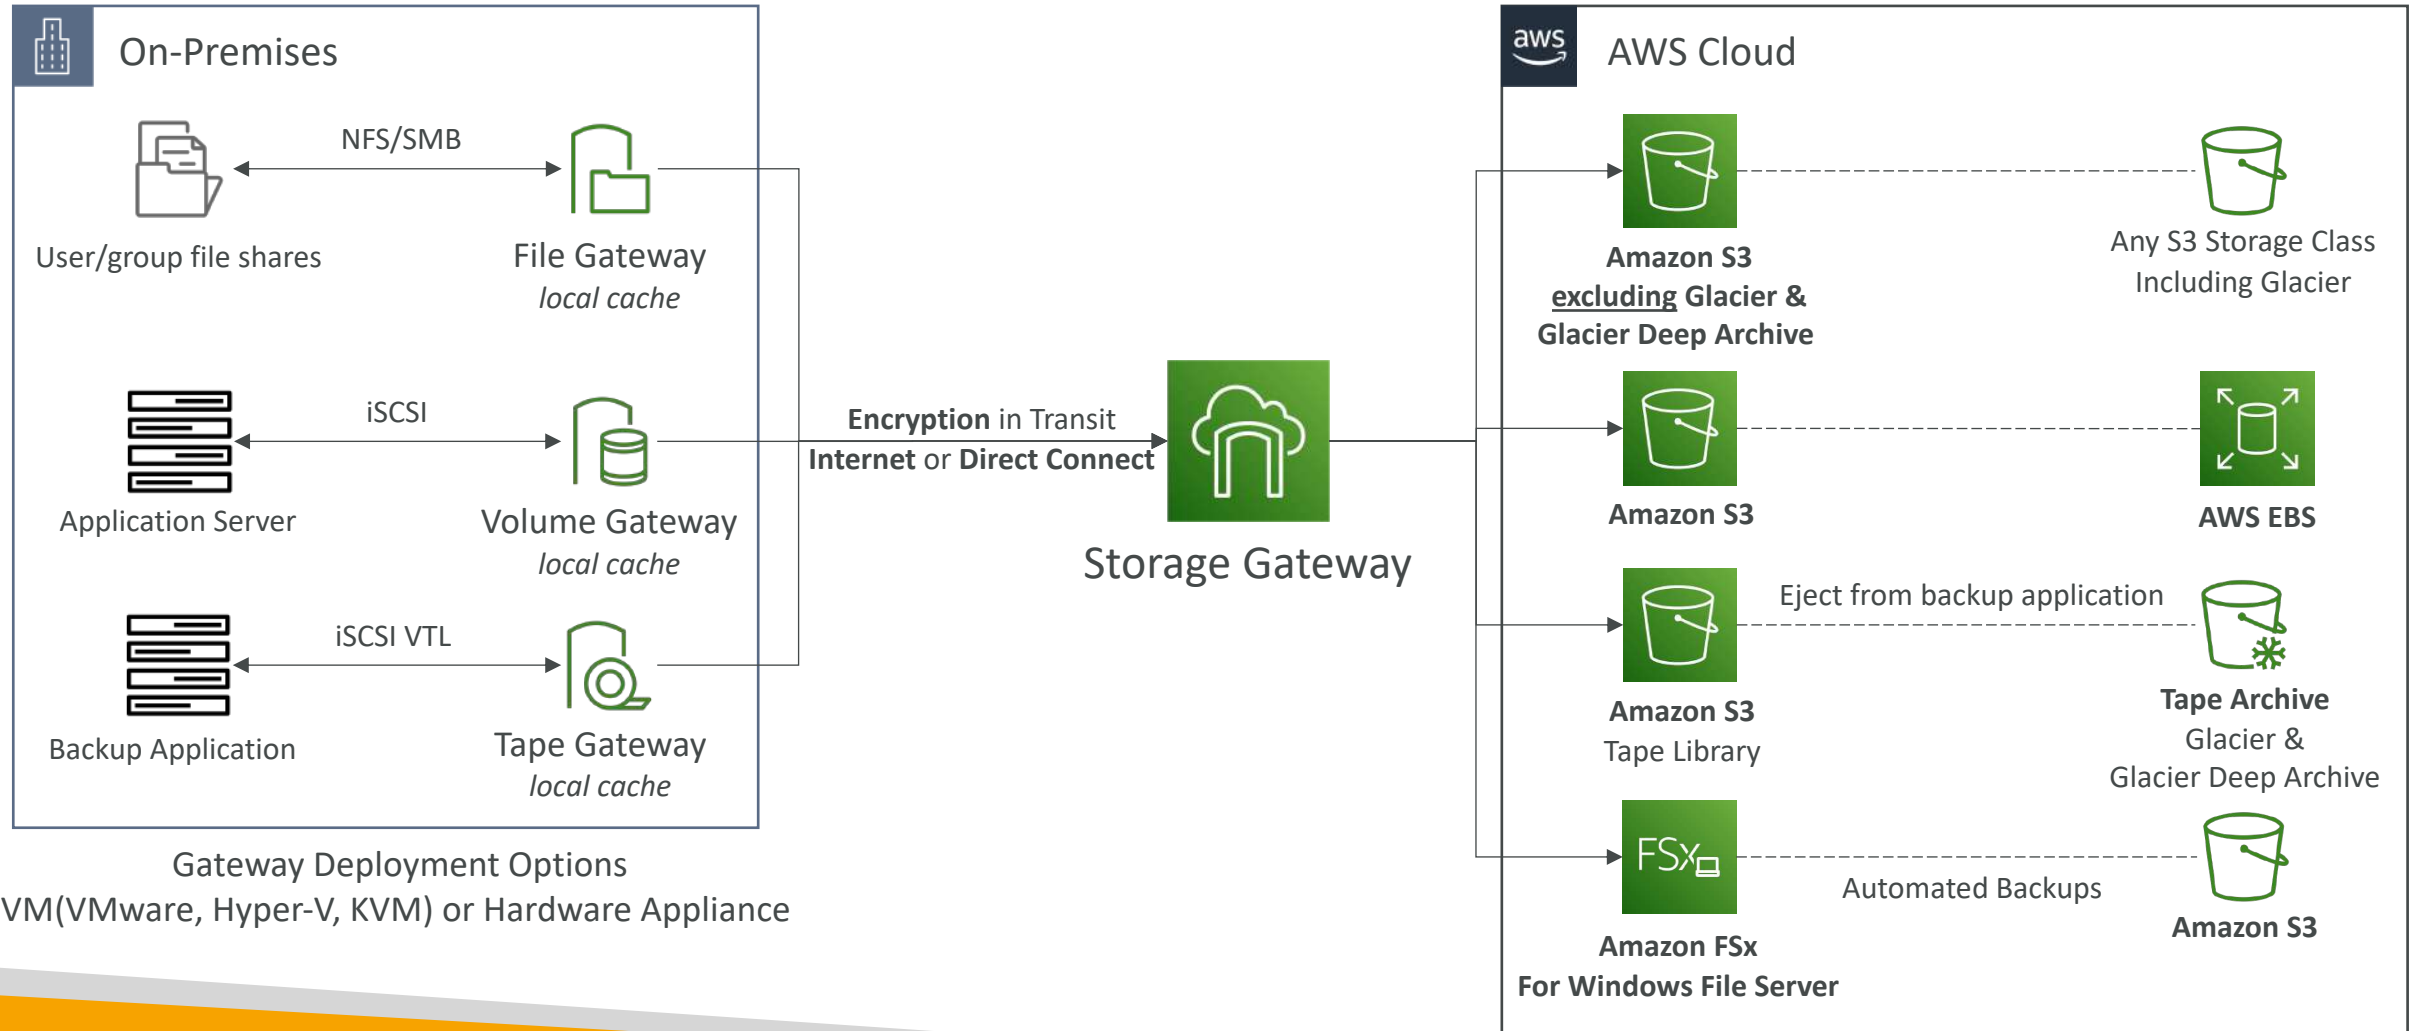 On-Premises
NFS/SMB
User/group file shares
File Gateway
local cache
iSCSI
Application Server
Volume Gateway
local cache
iSCSI VTL
Backup Application
Tape Gateway
local cache
Gateway Deployment Options
VM(VMware, Hyper-V, KVM) or Hardware Appliance
Encryption in Transit
Internet or Direct Connect
Storage Gateway
aws
AWS Cloud
Amazon S3
excluding Glacier &
Glacier Deep Archive
Any S3 Storage Class
Including Glacier
Amazon S3
AWS EBS
Amazon S3
Tape Library
Eject from backup application
Tape Archive
Glacier &
Glacier Deep Archive
FSx
Amazon FSx
For Windows File Server
Automated Backups
Amazon S3